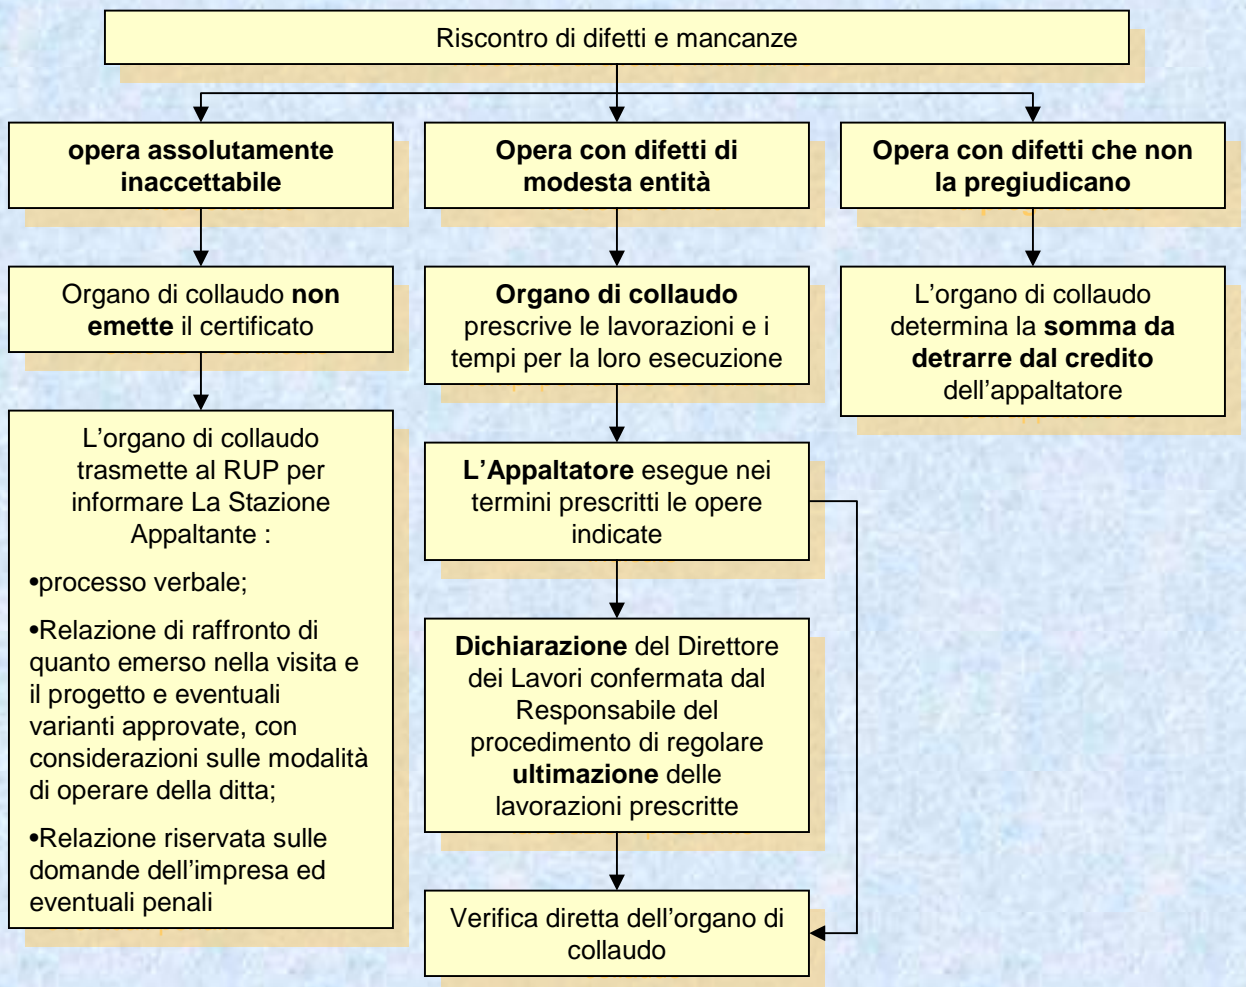 Riscontro di difetti e mancanze
opera assolutamente
inaccettabile
Organo di collaudo non
emette il certificato
L'organo di collaudo
trasmette al RUP per
informare La Stazione
Appaltante :
•processo verbale;
•Relazione di raffronto di
quanto emerso nella visita e
il progetto e eventuali
varianti approvate, con
considerazioni sulle modalità
di operare della ditta;
•Relazione riservata sulle
domande dell'impresa ed
eventuali penali
Opera con difetti di
modesta entità
Organo di collaudo
prescrive le lavorazioni e i
tempi per la loro esecuzione
L'Appaltatore esegue nei
termini prescritti le opere
indicate
Dichiarazione del Direttore
dei Lavori confermata dal
Responsabile del
procedimento di regolare
ultimazione delle
lavorazioni prescritte
Verifica diretta dell'organo di
collaudo
Opera con difetti che non
la pregiudicano
L'organo di collaudo
determina la somma da
detrarre dal credito
dell'appaltatore